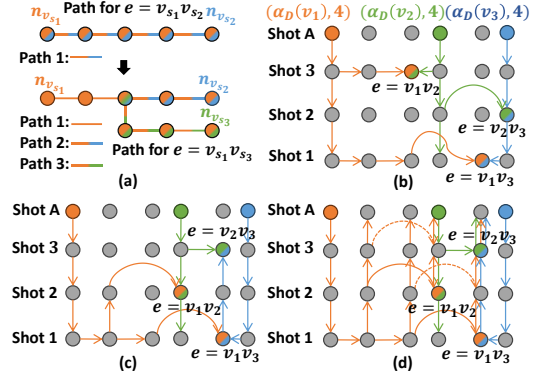 Path for e = v_{s_1}v_{s_2}
n_{v_{s_1}}
n_{v_{s_2}}
Path 1:
n_{v_{s_1}}
n_{v_{s_2}}
Path 1:
Path 2:
Path 3:
n_{v_{s_3}}
Path for e = v_{s_1}v_{s_3}
(a)
(α_D(v_1), 4) (α_D(v_2), 4) (α_D(v_3), 4)
Shot A
Shot 3
e = v_1v_2
Shot 2
e = v_2v_3
Shot 1
e = v_1v_3
(b)
Shot A
e = v_2v_3
Shot 3
Shot 2
e = v_1v_2
Shot 1
e = v_1v_3
(c)
Shot A
e = v_2v_3
Shot 3
Shot 2
e = v_1v_2
Shot 1
e = v_1v_3
(d)